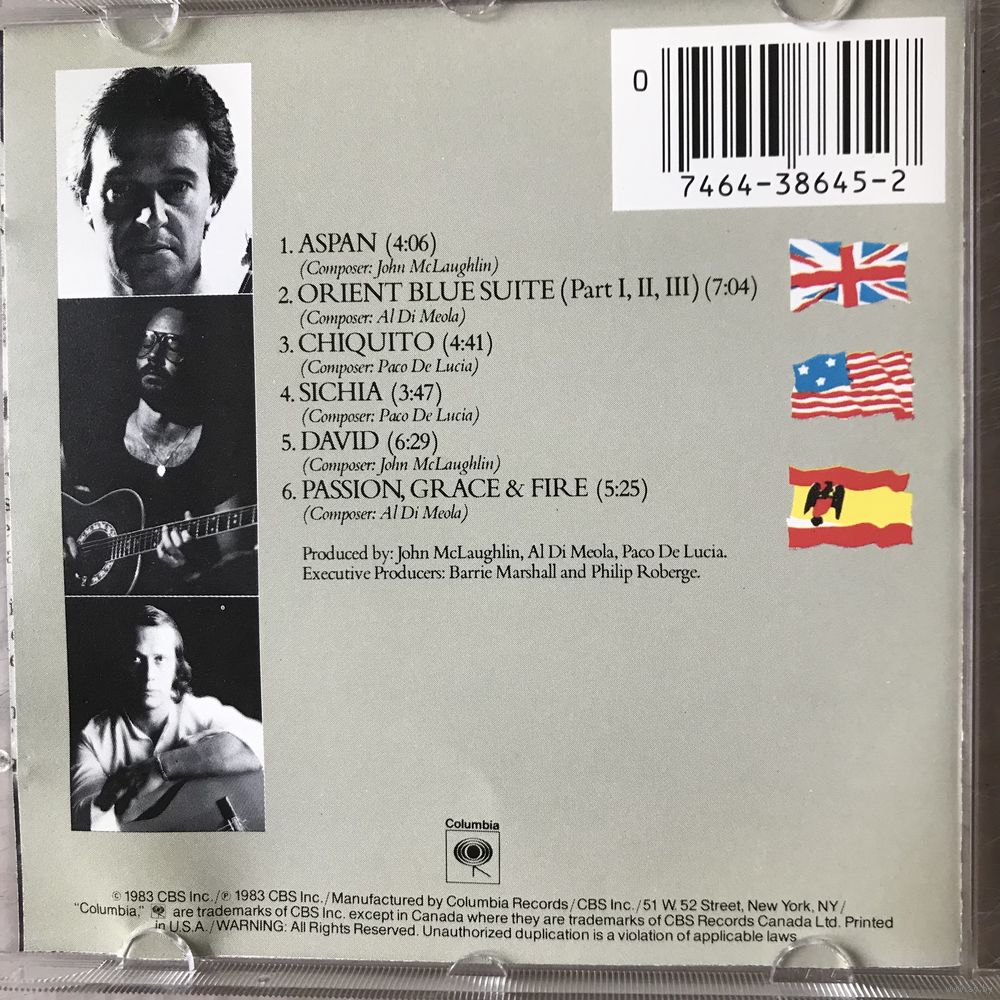 0
7464-38645-2
1. ASPAN (4:06)
(Composer: John McLaughlin)
2. ORIENT BLUE SUITE (Part I, II, III) (7:04)
(Composer: Al Di Meola)
3. CHIQUITO (4:41)
(Composer: Paco De Lucia)
4. SICHIA (3:47)
(Composer: Paco De Lucia)
5. DAVID (6:29)
(Composer: John McLaughlin)
6. PASSION, GRACE & FIRE (5:25)
(Composer: Al Di Meola)
Produced by: John McLaughlin, Al Di Meola, Paco De Lucia.
Executive Producers: Barrie Marshall and Philip Roberge.
Columbia
© 1983 CBS Inc./℗ 1983 CBS Inc./Manufactured by Columbia Records/CBS Inc./51 W. 52 Street, New York, NY/
"Columbia," are trademarks of CBS Inc. except in Canada where they are trademarks of CBS Records Canada Ltd. Printed
in U.S.A./WARNING: All Rights Reserved. Unauthorized duplication is a violation of applicable laws